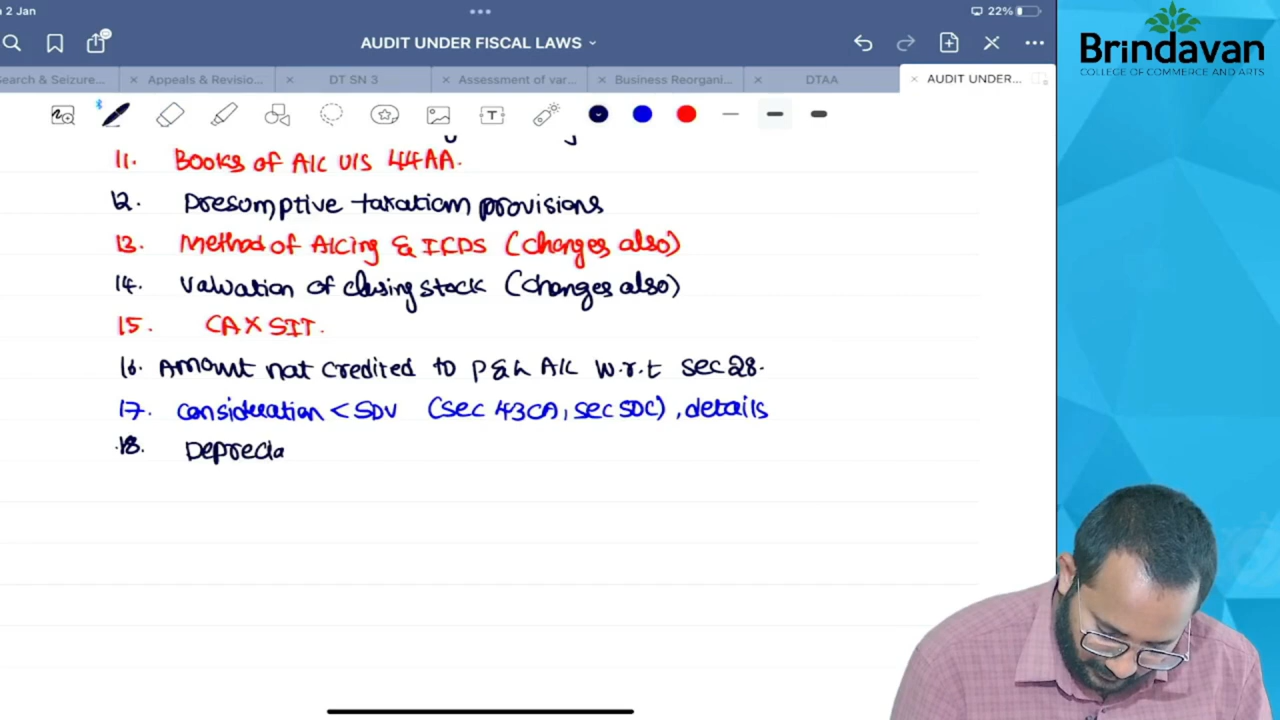 2 Jan
22%
AUDIT UNDER FISCAL LAWS
Brindavan
COLLEGE OF COMMERCE AND ARTS
earch & Seizure...
Appeals & Revisio...
DT SN 3
Assessment of var...
Business Reorgani...
DTAA
AUDIT UNDER...
11. Books of A/C U/S 44AA.
12. Presumptive taxation provisions
13. Method of A/cing & ICDS (changes also)
14. Valuation of closing stock (changes also)
15. CA X SIT.
16. Amount not credited to P&L A/C w.r.t sec 28.
17. consideration < SDV (sec 43CA, sec 50C), details
18. Deprecia